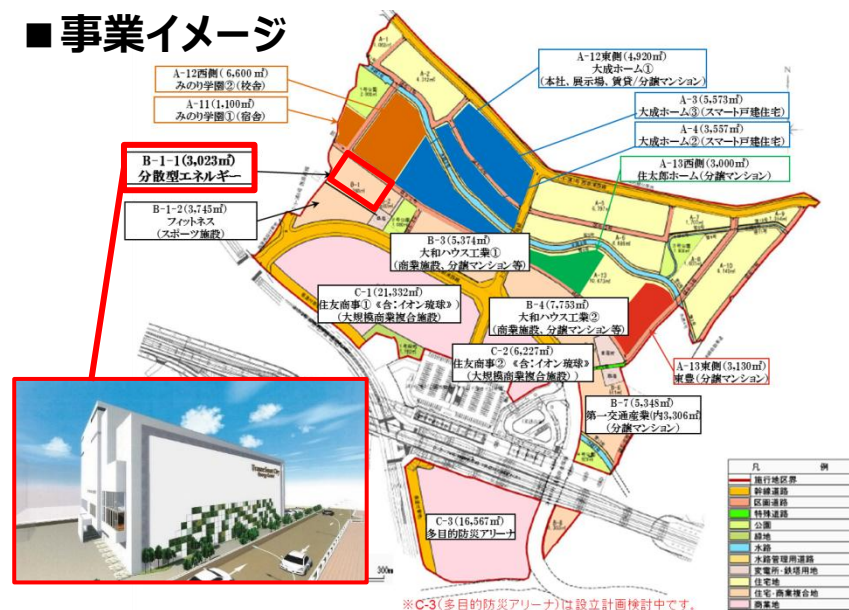 ■事業イメージ
A-12西側(6,600㎡)
みのり学園②(校舎)
A-11(1,100㎡)
みのり学園①(宿舎)
B-1-1(3,023㎡)
分散型エネルギー
B-1-2(3,745㎡)
フィットネス
(スポーツ施設)
A-12東側(4,920㎡)
大成ホーム①
(本社、展示場、賃貸/分譲マンション)
A-3(5,573㎡)
大成ホーム③(スマート戸建住宅)
A-4(3,557㎡)
大成ホーム②(スマート戸建住宅)
A-13西側(3,000㎡)
住太郎ホーム(分譲マンション)
B-3(5,374㎡)
大和ハウス工業①
(商業施設、分譲マンション等)
C-1(21,332㎡)
住友商事①《含:イオン琉球》
(大規模商業複合施設)
B-4(7,753㎡)
大和ハウス工業②
(商業施設、分譲マンション等)
C-2(6,227㎡)
住友商事②《含:イオン琉球》
(大規模商業複合施設))
A-13東側(3,130㎡)
東豊(分譲マンション)
B-7(5,348㎡)
第一交通産業(内3,306㎡)
(分譲マンション)
C-3(16,567㎡)
多目的防災アリーナ
A-2
A-5
A-6
A-7
A-13
B-1
N
300m
凡例
施行地区界
幹線道路
区画道路
特殊道路
公園
緑地
水路
水路管理用道路
変電所・鉄塔用地
住宅地
住宅・商業複合地
商業地
※C-3(多目的防災アリーナ)は設立計画検討中です。